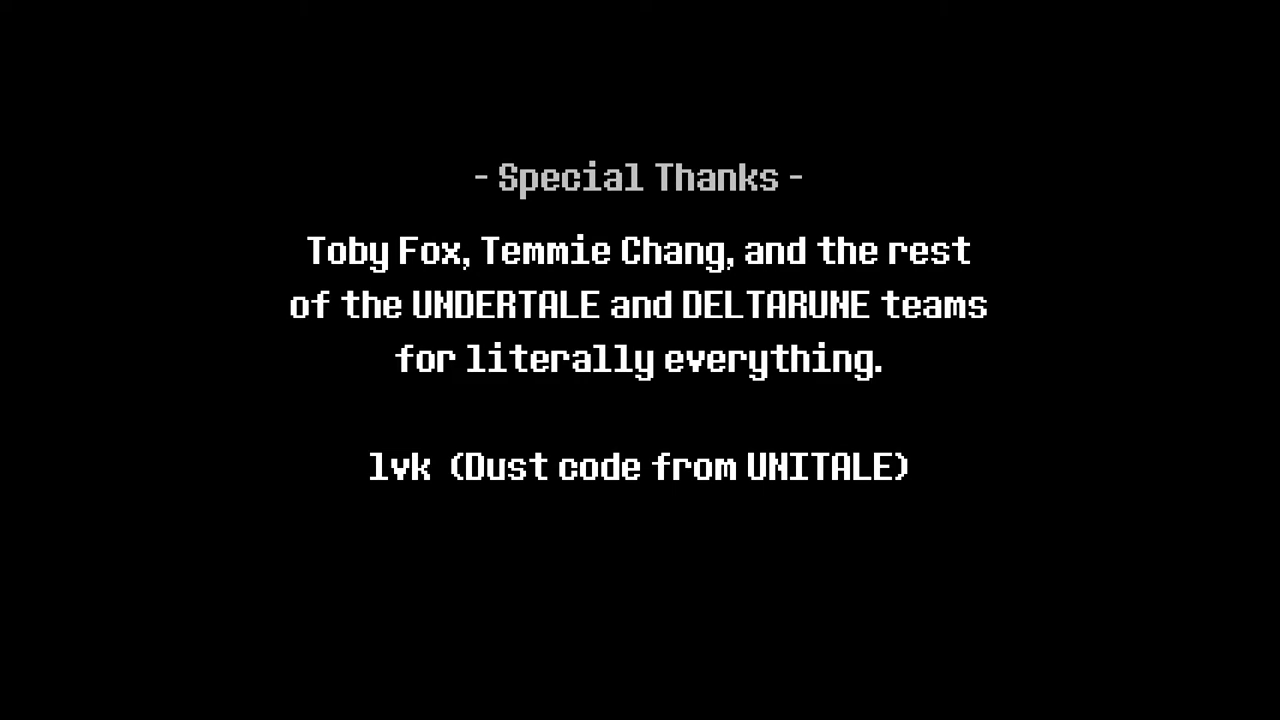 - Special Thanks -
Toby Fox, Temmie Chang, and the rest
of the UNDERTALE and DELTARUNE teams
for literally everything.
lvk (Dust code from UNITALE)